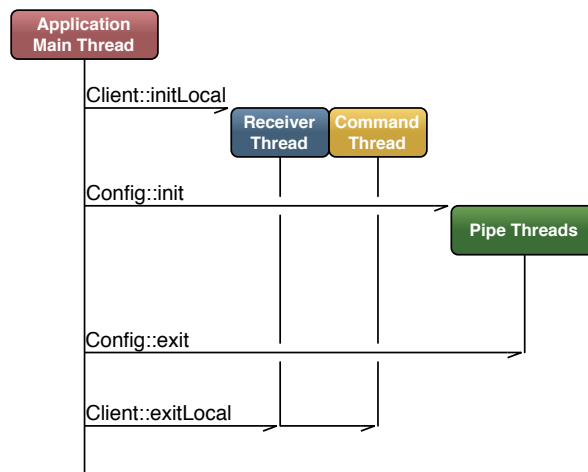 Application
Main Thread
Client::initLocal
Receiver
Thread
Command
Thread
Config::init
Pipe Threads
Config::exit
Client::exitLocal